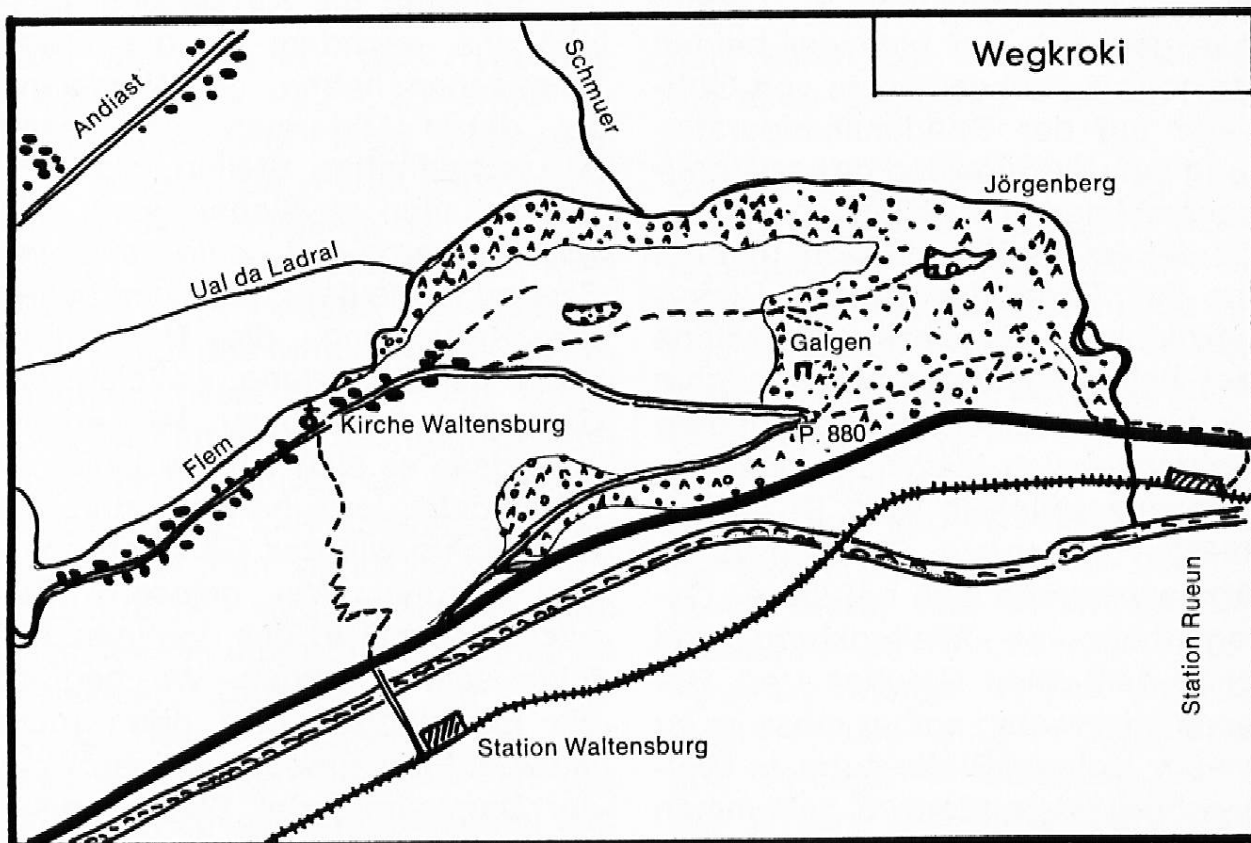 Wegkroki
Andiast
Schmuer
Jörgenberg
Ual da Ladral
Galgen
Kirche Waltensburg
P. 880
Flem
Station Rueun
Station Waltensburg